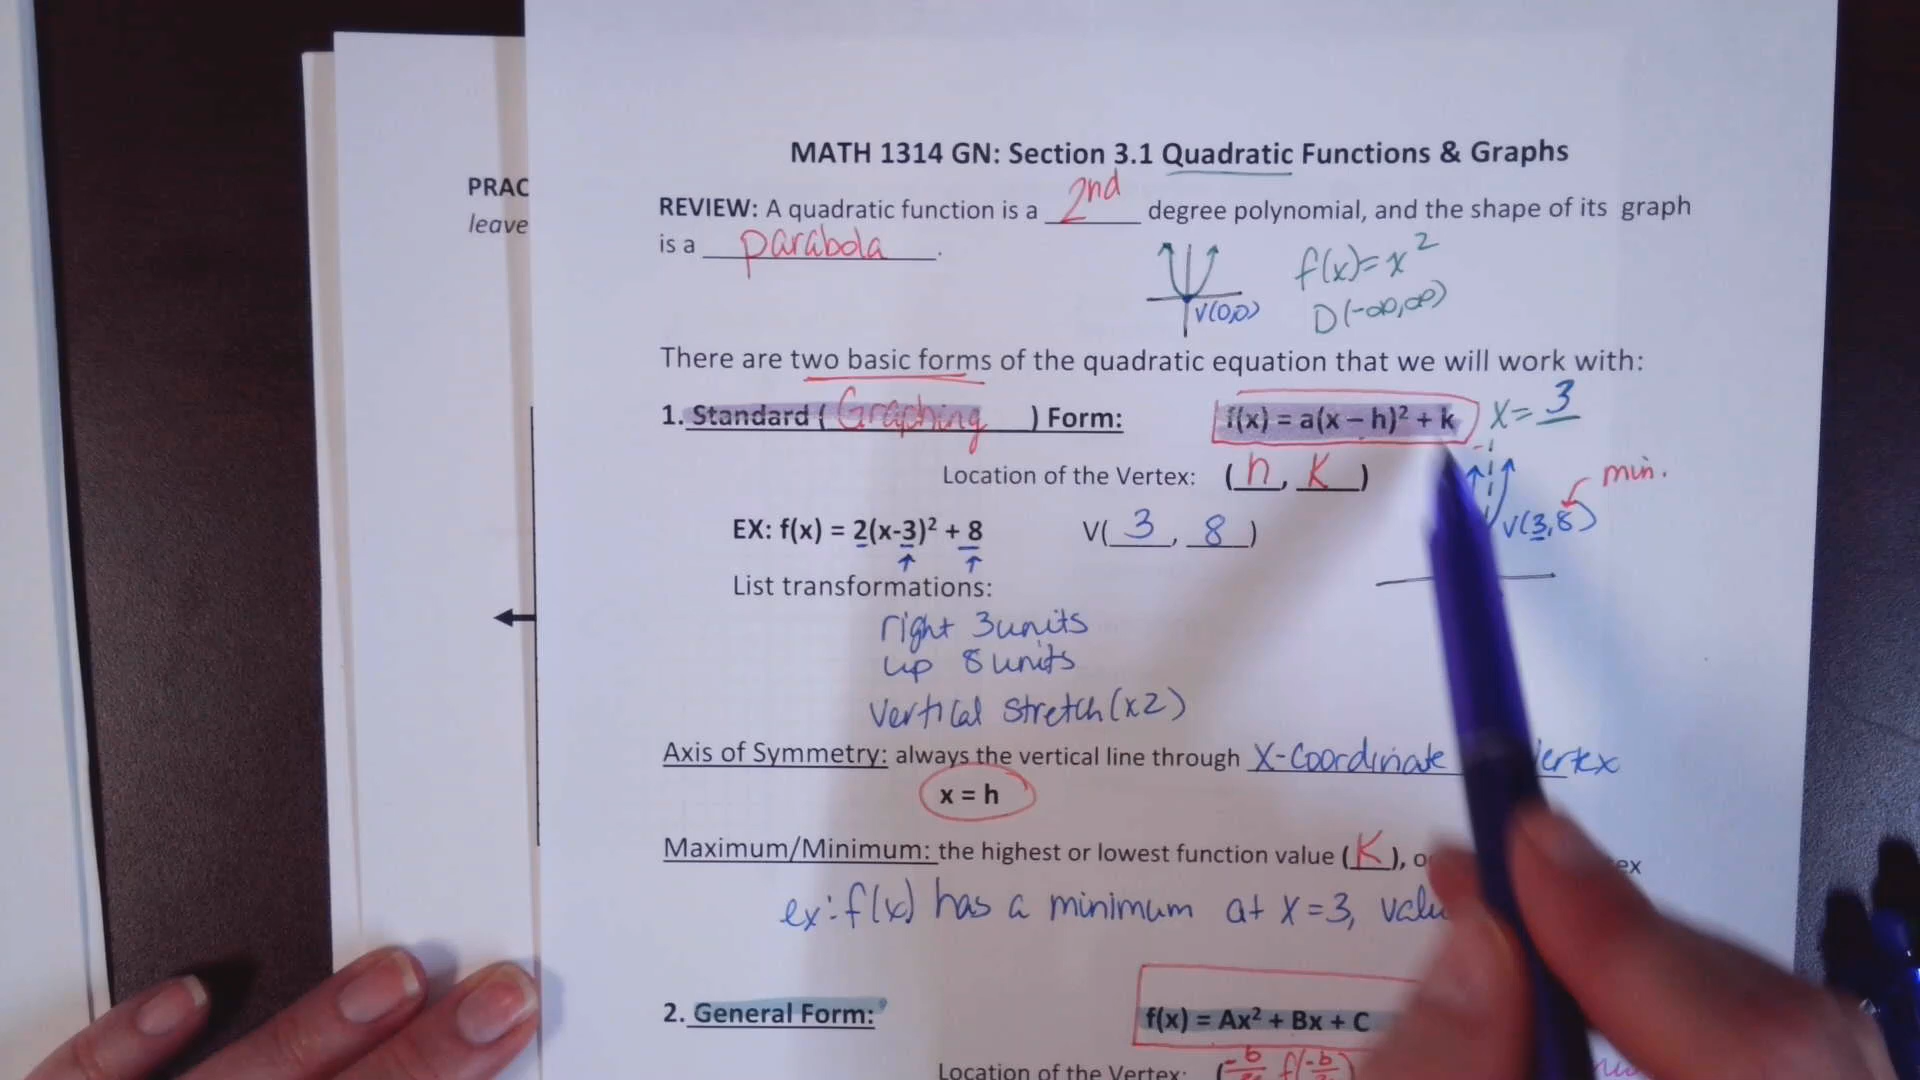 MATH 1314 GN: Section 3.1 Quadratic Functions & Graphs
PRAC
leave
REVIEW: A quadratic function is a 2nd degree polynomial, and the shape of its graph
is a parabola.
f(x)=x²
V(0,0)
D(-∞,∞)
There are two basic forms of the quadratic equation that we will work with:
1. Standard ( Graphing ) Form: f(x) = a(x – h)² + k x = 3
Location of the Vertex: ( h, K ) min.
EX: f(x) = 2(x-3)² + 8 V( 3, 8 ) V(3,8)
List transformations:
right 3 units
up 8 units
Vertical Stretch (x2)
Axis of Symmetry: always the vertical line through X-Coordinate ertex
x = h
Maximum/Minimum: the highest or lowest function value (K), o ex
ex: f(x) has a minimum at x=3, valu
2. General Form: f(x) = Ax² + Bx + C
Location of the Vertex: